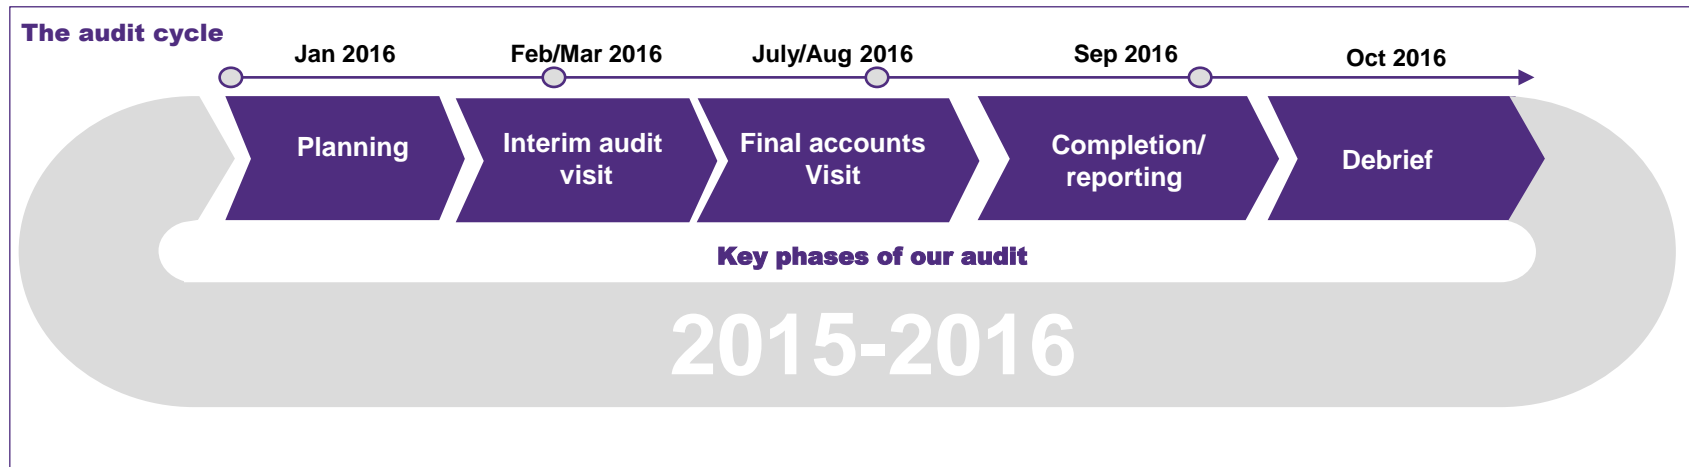 The audit cycle
Jan 2016
Feb/Mar 2016
July/Aug 2016
Sep 2016
Oct 2016
Planning
Interim audit
visit
Final accounts
Visit
Completion/
reporting
Debrief
Key phases of our audit
2015-2016